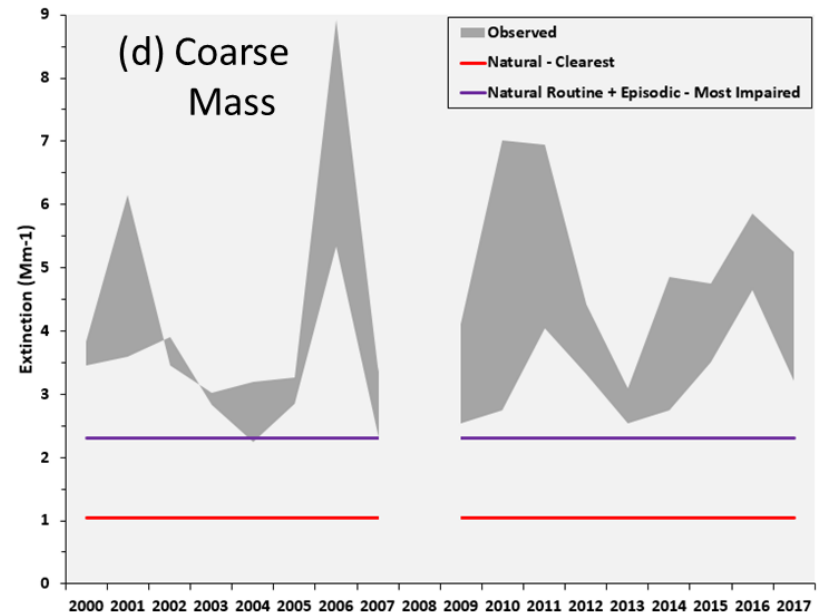 (d) Coarse
Mass
Observed
Natural - Clearest
Natural Routine + Episodic - Most Impaired
Extinction (Mm-1)
9
8
7
6
5
4
3
2
1
0
2000 2001 2002 2003 2004 2005 2006 2007 2008 2009 2010 2011 2012 2013 2014 2015 2016 2017